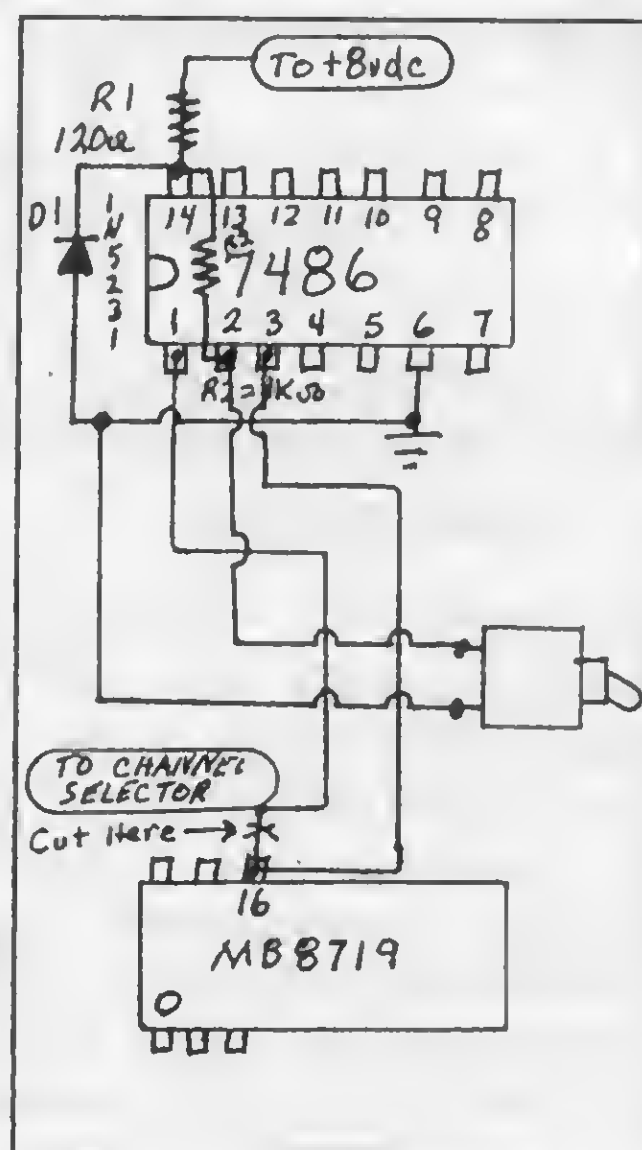 To +8vdc
R1
120Ω
D1
1N5231
14 13 12 11 10 9 8
7486
1 2 3 4 5 6 7
R2 = 1KΩ
TO CHANNEL
SELECTOR
Cut Here
16
MB8719